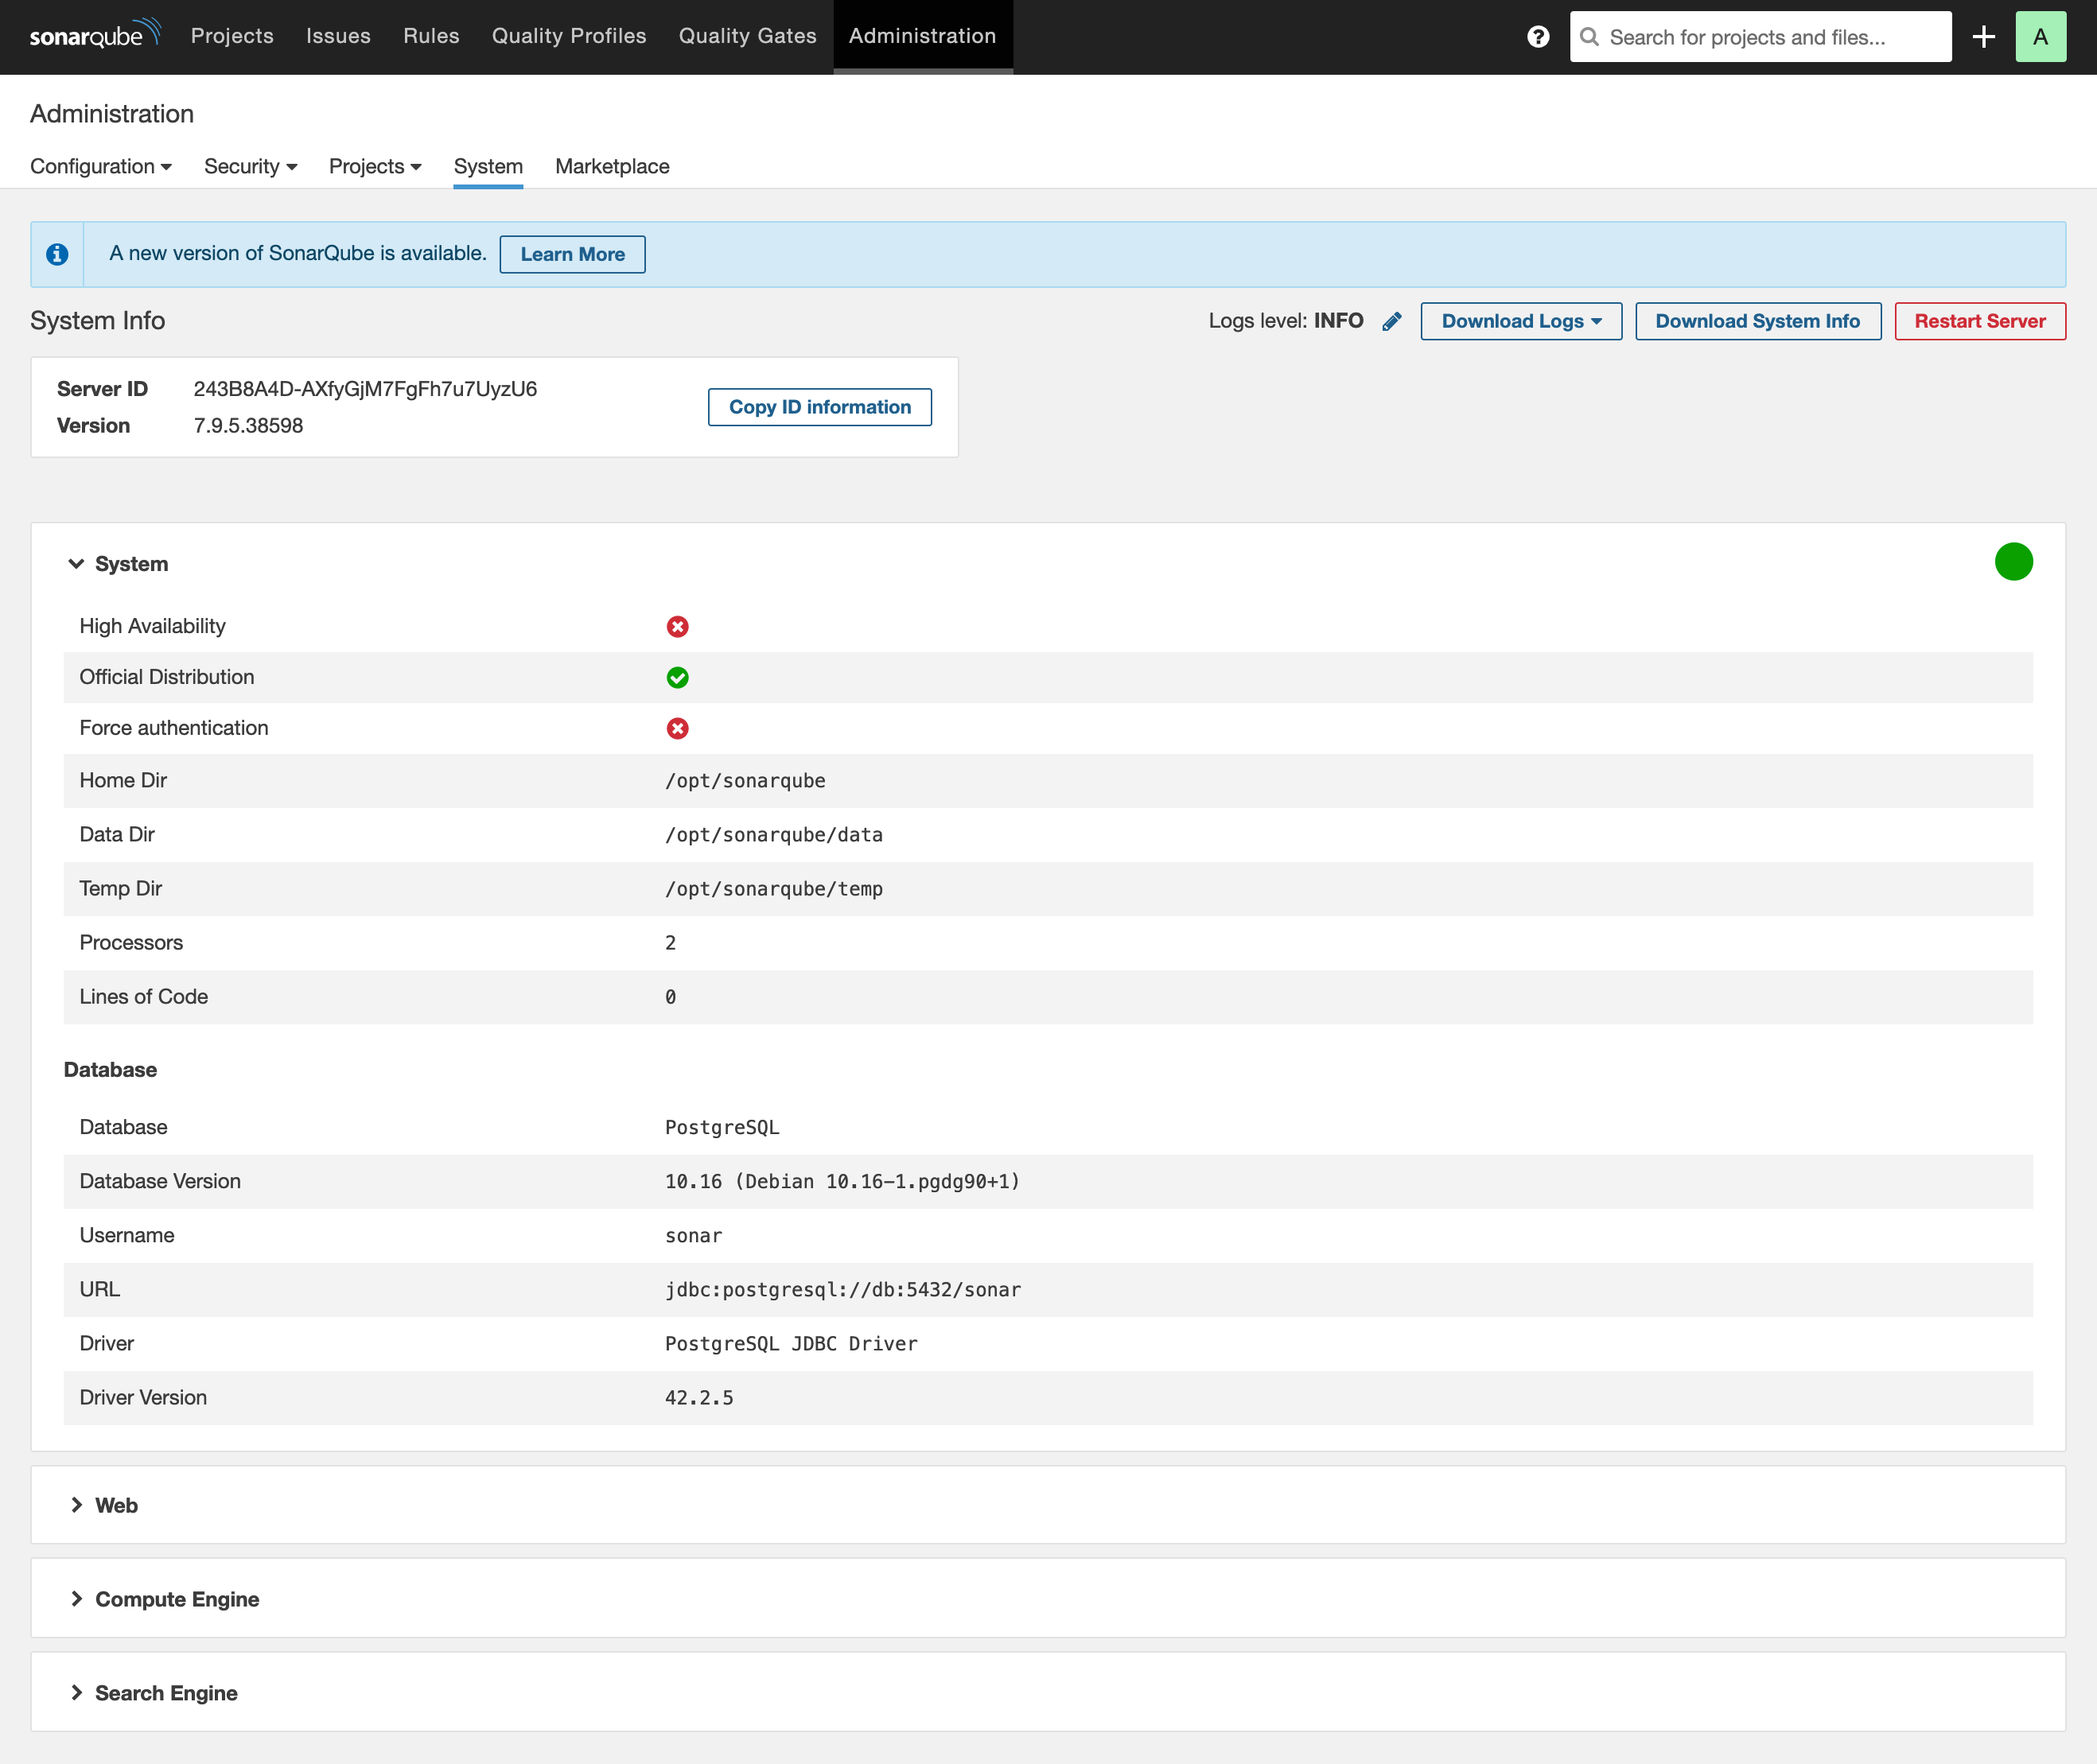 sonarqube Projects Issues Rules Quality Profiles Quality Gates Administration Search for projects and files... A
Administration
Configuration Security Projects System Marketplace
A new version of SonarQube is available. Learn More
System Info Logs level: INFO Download Logs Download System Info Restart Server
Server ID 243B8A4D-AXfyGjM7FgFh7u7UyzU6
Copy ID information
Version 7.9.5.38598
System
High Availability
Official Distribution
Force authentication
Home Dir /opt/sonarqube
Data Dir /opt/sonarqube/data
Temp Dir /opt/sonarqube/temp
Processors 2
Lines of Code 0
Database
Database PostgreSQL
Database Version 10.16 (Debian 10.16-1.pgdg90+1)
Username sonar
URL jdbc:postgresql://db:5432/sonar
Driver PostgreSQL JDBC Driver
Driver Version 42.2.5
Web
Compute Engine
Search Engine